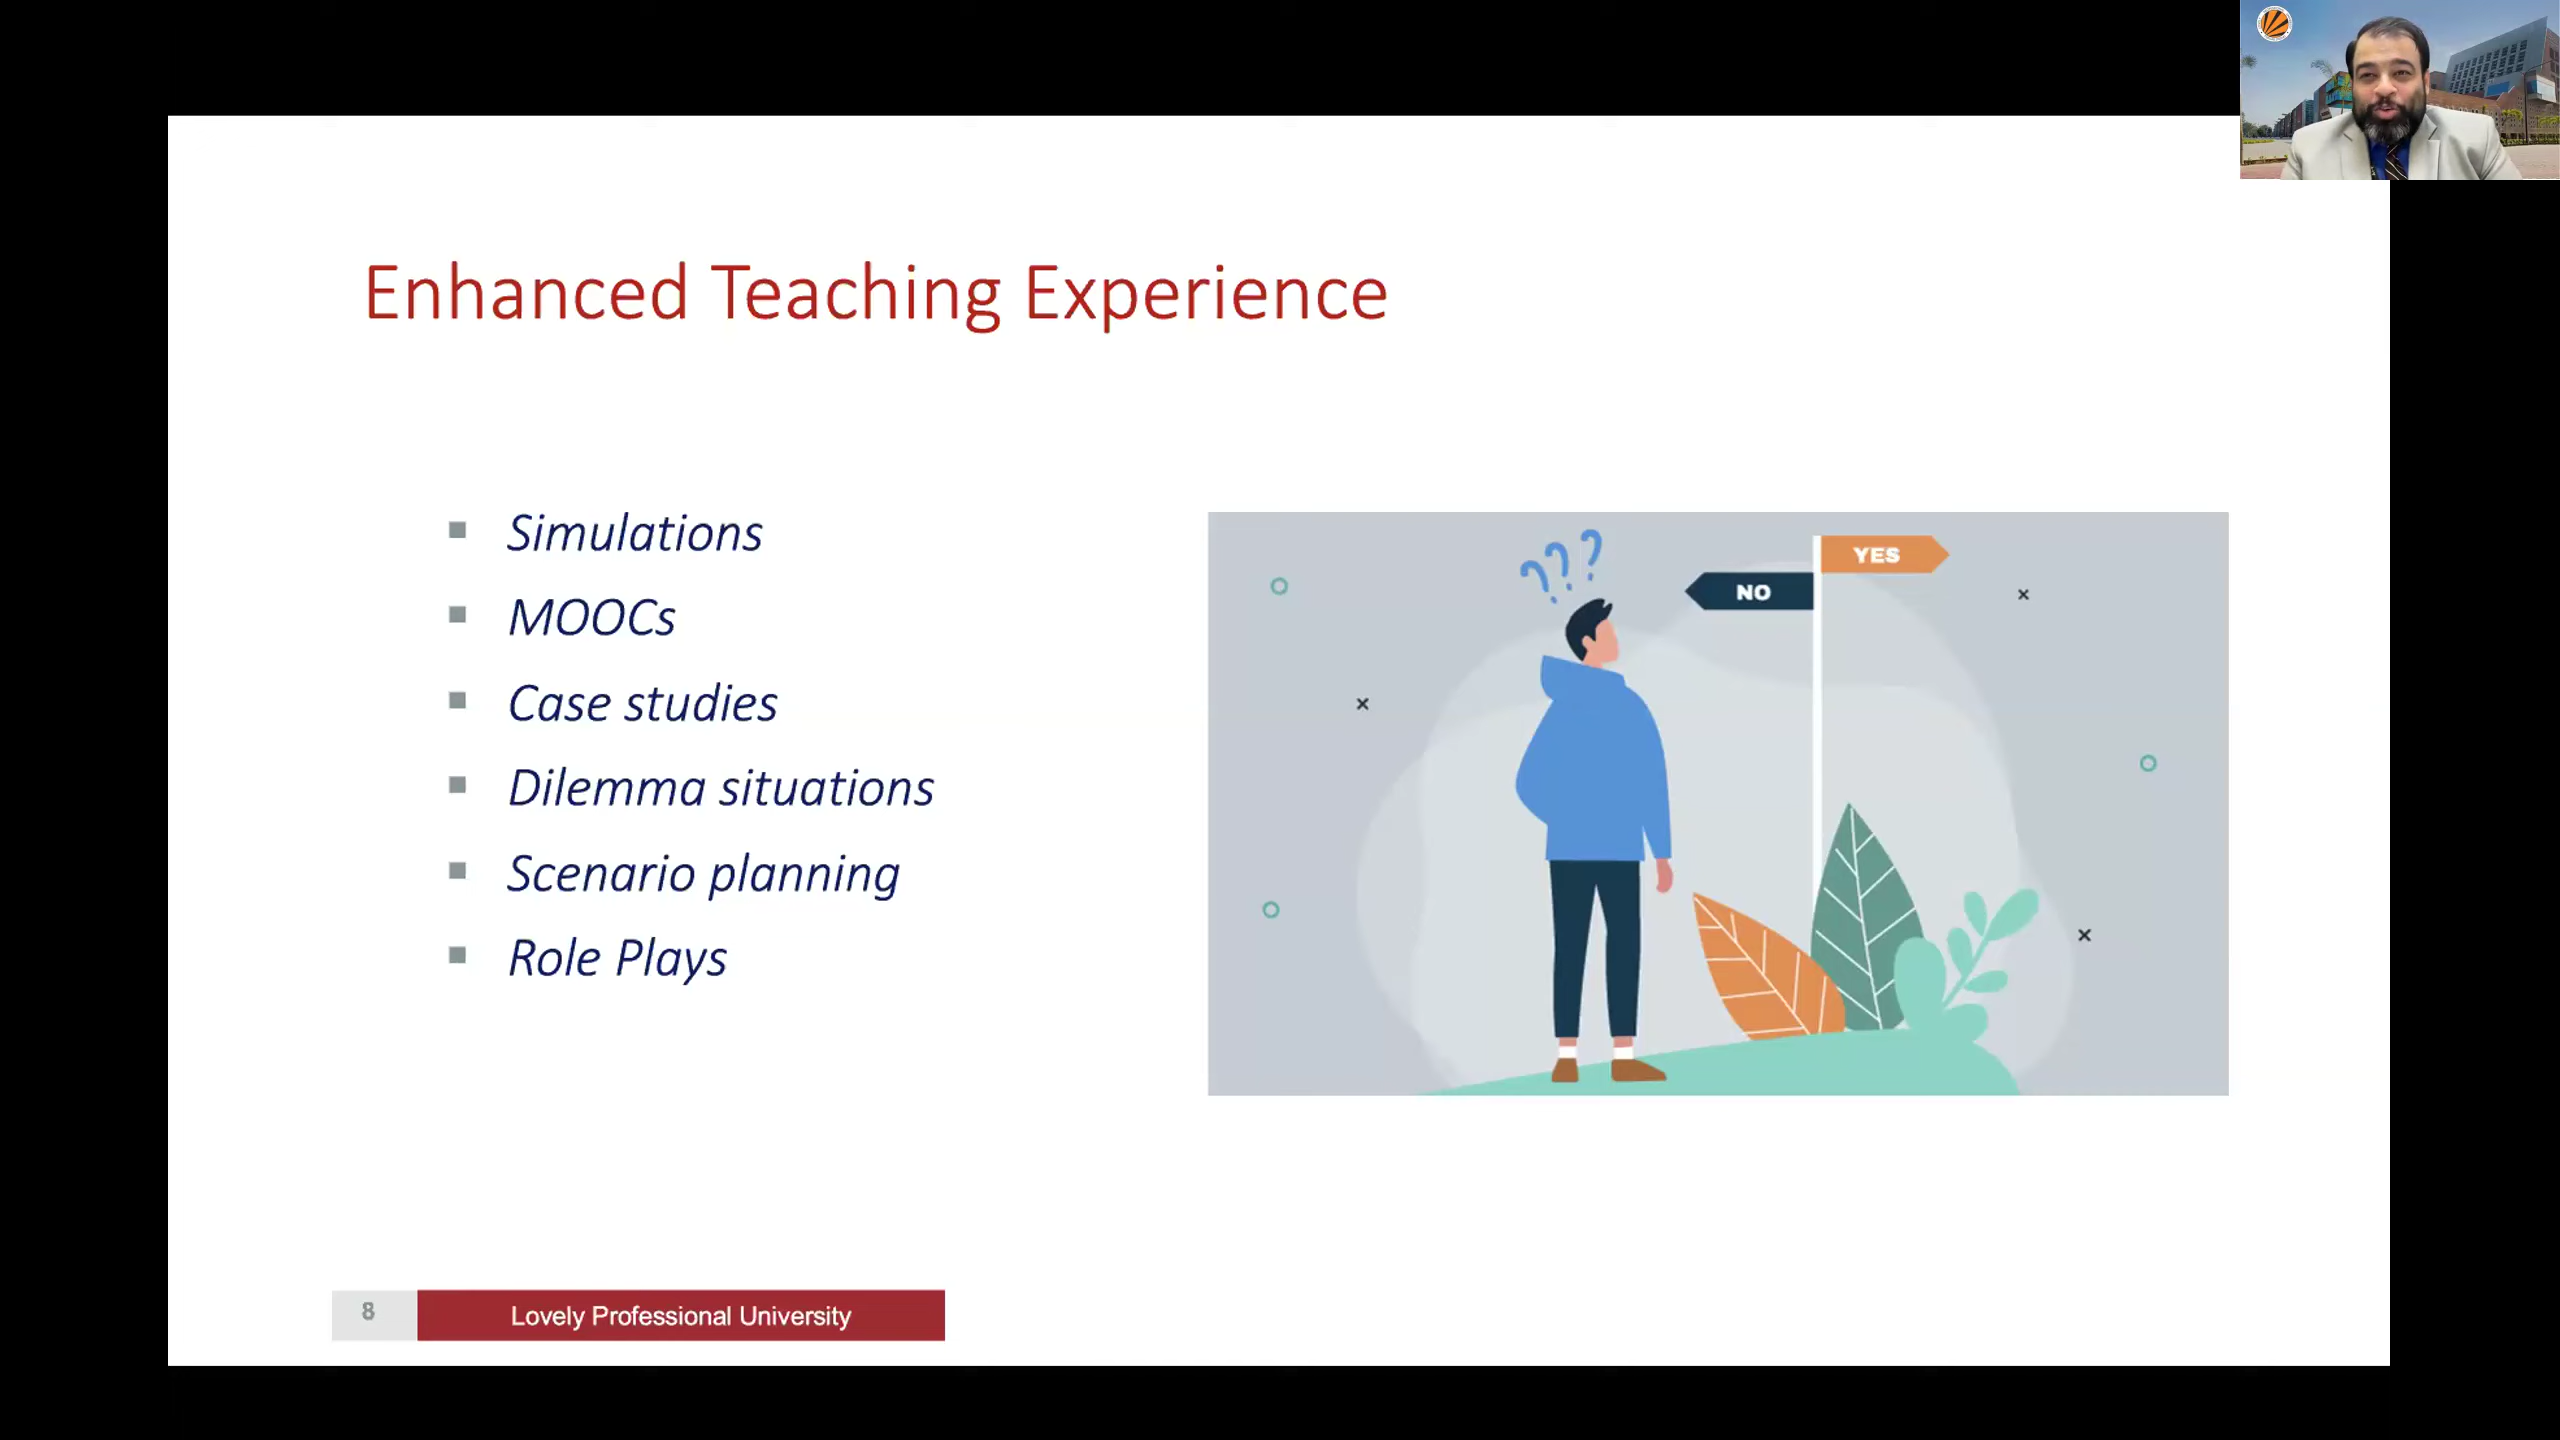 Enhanced Teaching Experience
Simulations
MOOCs
Case studies
Dilemma situations
Scenario planning
Role Plays
???
YES
NO
8
Lovely Professional University